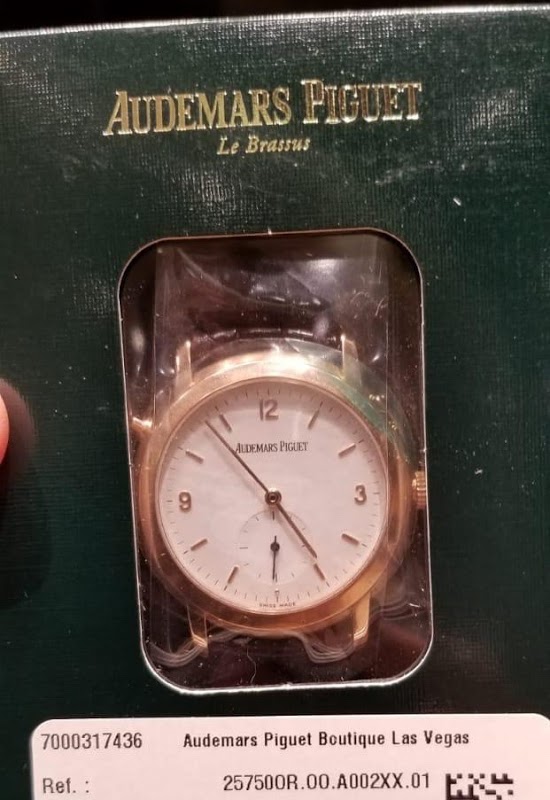 AUDEMARS PIGUET
Le Brassus
12
AUDEMARS PIGUET
9
3
SWISS MADE
7000317436 Audemars Piguet Boutique Las Vegas
Ref. : 25750OR.OO.A002XX.01